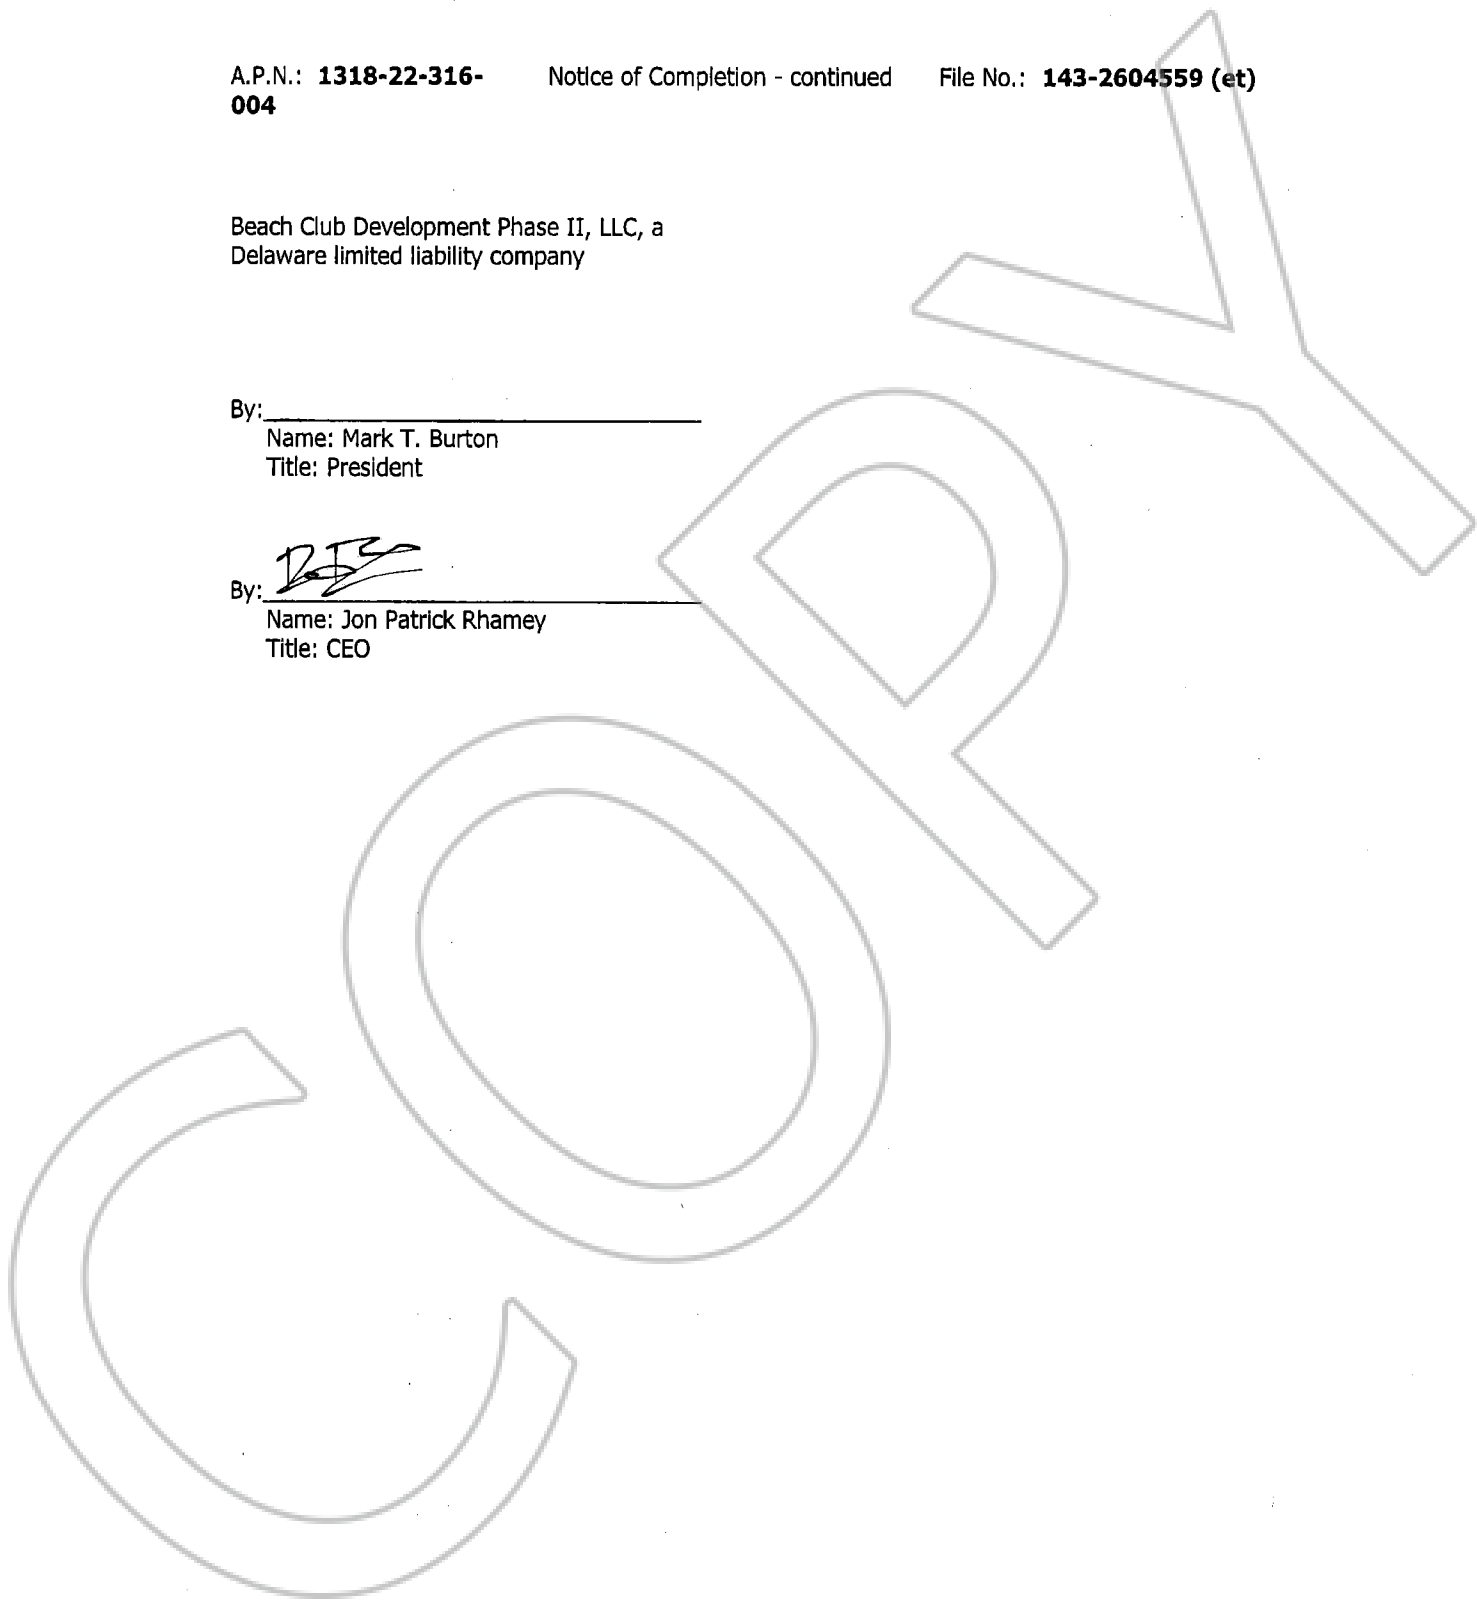 A.P.N.: 1318-22-316-004 Notice of Completion - continued File No.: 143-2604559 (et)
Beach Club Development Phase II, LLC, a
Delaware limited liability company
By:
Name: Mark T. Burton
Title: President
By:
Name: Jon Patrick Rhamey
Title: CEO
COPY